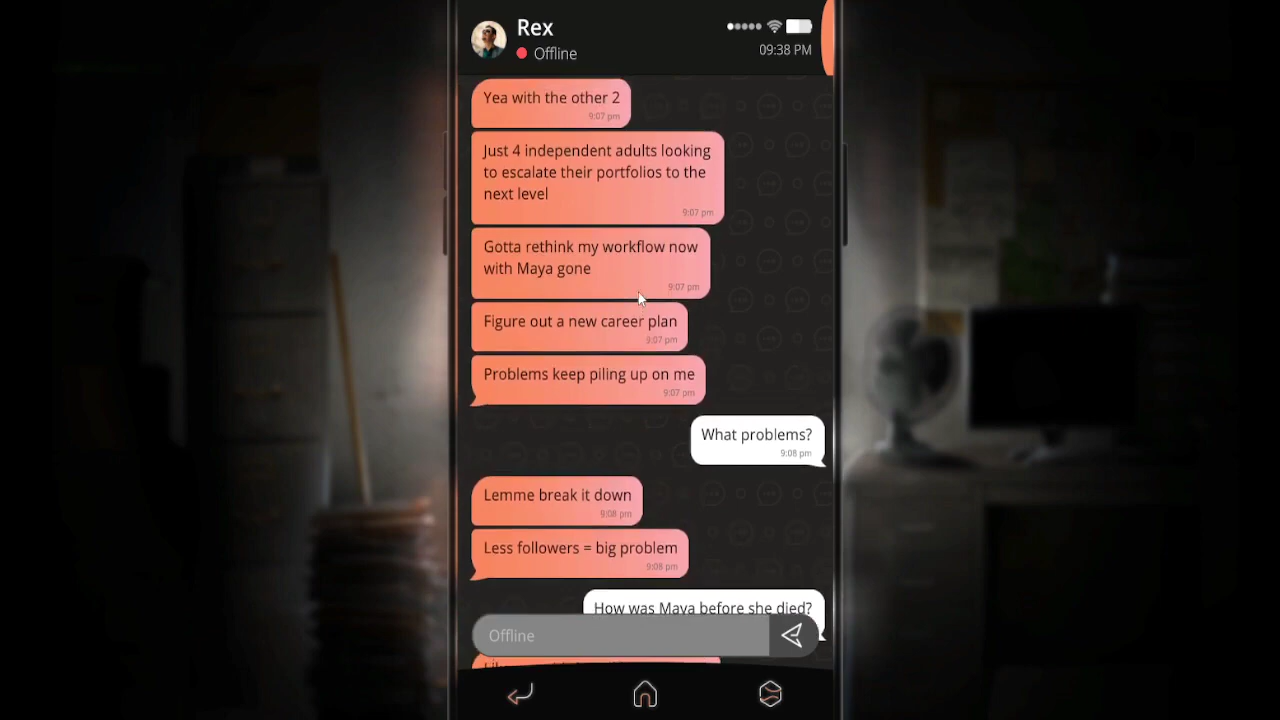 Rex
Offline
09:38 PM
Yea with the other 2
9:07 pm
Just 4 independent adults looking
to escalate their portfolios to the
next level
9:07 pm
Gotta rethink my workflow now
with Maya gone
9:07 pm
Figure out a new career plan
9:07 pm
Problems keep piling up on me
9:07 pm
What problems?
9:08 pm
Lemme break it down
9:08 pm
Less followers = big problem
9:08 pm
How was Maya before she died?
Offline